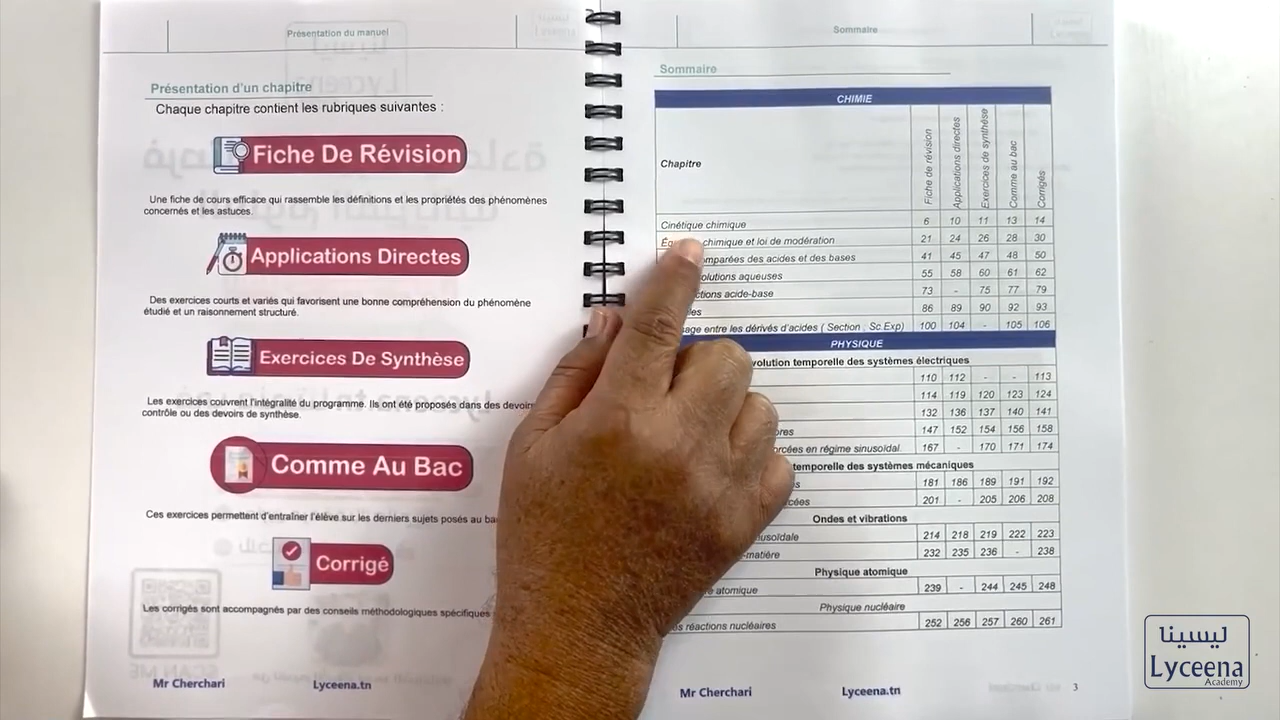 Présentation du manuel
Présentation d'un chapitre
Chaque chapitre contient les rubriques suivantes :
Fiche De Révision
Une fiche de cours efficace qui rassemble les définitions et les propriétés des phénomènes
concernés et les astuces.
Applications Directes
Des exercices courts et variés qui favorisent une bonne compréhension du phénomène
étudié et un raisonnement structuré.
Exercices De Synthèse
Les exercices couvrent l'intégralité du programme. Ils ont été proposés dans des devoirs
contrôle ou des devoirs de synthèse.
Comme Au Bac
Ces exercices permettent d'entraîner l'élève sur les derniers sujets posés au
Corrigé
Les corrigés sont accompagnés par des conseils méthodologiques spécifiques
Mr Cherchari Lyceena.tn
Sommaire
Sommaire
CHIMIE
Chapitre Fiche de révision Applications directes Exercices de synthèse Comme au bac Corrigés
Cinétique chimique 6 10 11 13 14
chimique et loi de modération 21 24 26 28 30
comparées des acides et des bases 41 45 47 48 50
solutions aqueuses 55 58 60 61 62
acide-base 73 - 75 77 79
86 89 90 92 93
entre les dérivés d'acides ( Section , Sc.Exp) 100 104 - 105 106
PHYSIQUE
temporelle des systèmes électriques
110 112 - - 113
114 119 120 123 124
132 136 137 140 141
147 152 154 156 158
en régime sinusoïdal. 167 - 170 171 174
temporelle des systèmes mécaniques
181 186 189 191 192
201 - 205 206 208
Ondes et vibrations
214 218 219 222 223
232 235 236 - 238
Physique atomique
atomique 239 - 244 245 248
Physique nucléaire
réactions nucléaires 252 256 257 260 261
Mr Cherchari Lyceena.tn 3
ليسينا
Lyceena
Academy